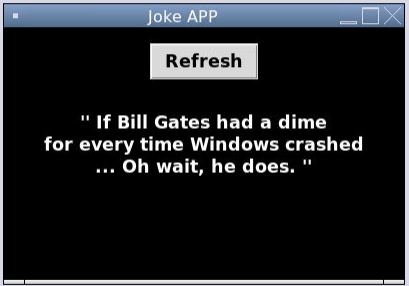 Joke APP
Refresh
" If Bill Gates had a dime
for every time Windows crashed
... Oh wait, he does. "